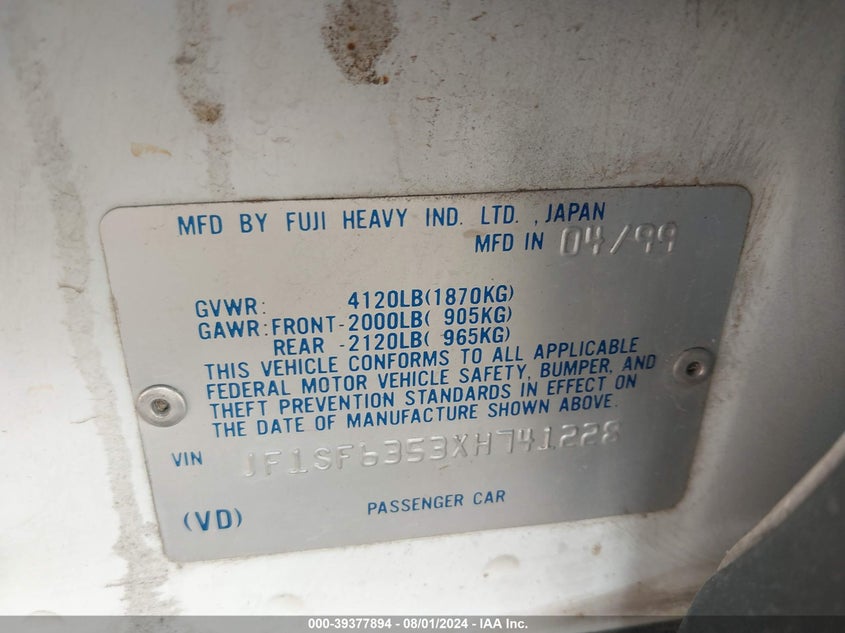 MFD BY FUJI HEAVY IND. LTD. , JAPAN
MFD IN 04/99
GVWR: 4120LB(1870KG)
GAWR:FRONT-2000LB( 905KG)
REAR -2120LB( 965KG)
THIS VEHICLE CONFORMS TO ALL APPLICABLE
FEDERAL MOTOR VEHICLE SAFETY, BUMPER, AND
THEFT PREVENTION STANDARDS IN EFFECT ON
THE DATE OF MANUFACTURE SHOWN ABOVE.
VIN JF1SF6353XH741228
(VD) PASSENGER CAR
000-39377894 - 08/01/2024 - IAA Inc.